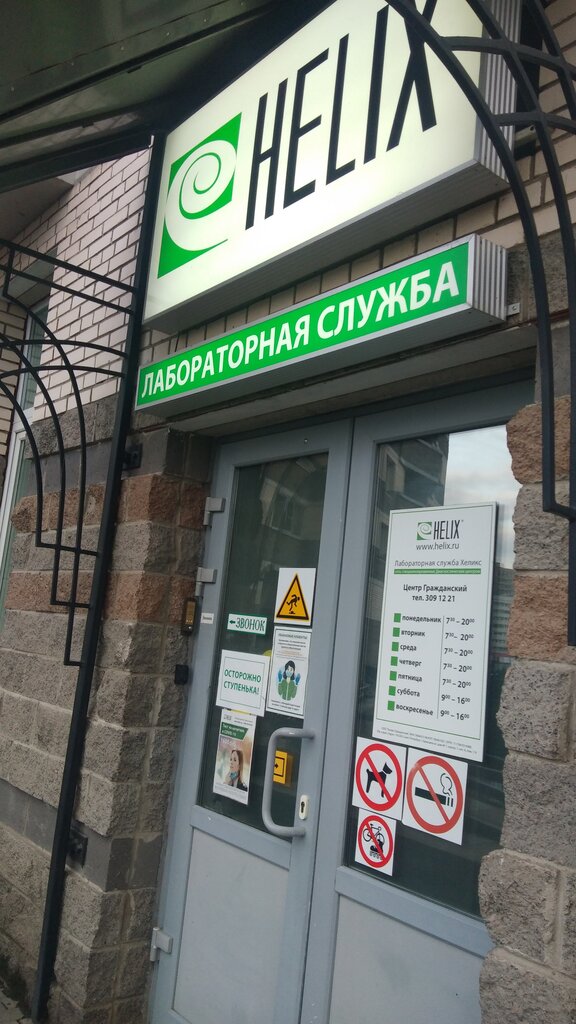 HELIX
ЛАБОРАТОРНАЯ СЛУЖБА
HELIX
www.helix.ru
Лабораторная служба Хеликс
Центр Гражданский
тел. 309 12 21
понедельник 7³⁰ – 20⁰⁰
вторник 7³⁰ – 20⁰⁰
среда 7³⁰ – 20⁰⁰
четверг 7³⁰ – 20⁰⁰
пятница 7³⁰ – 20⁰⁰
суббота 9⁰⁰ – 16⁰⁰
воскресенье 9⁰⁰ – 16⁰⁰
ЗВОНОК
ОСТОРОЖНО
СТУПЕНЬКА!